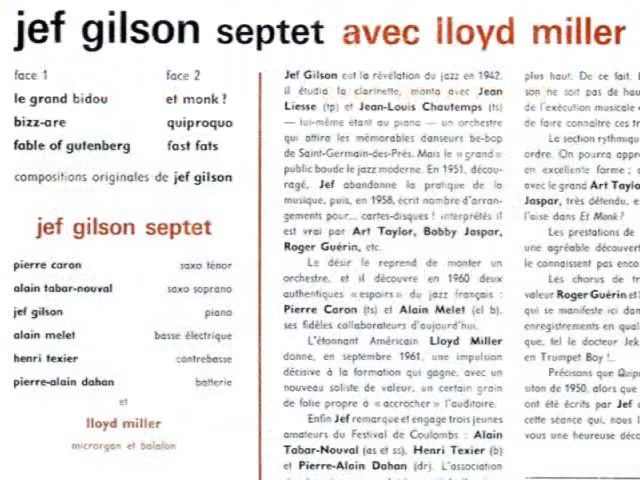 jef gilson septet avec lloyd miller
face 1 face 2
le grand bidou et monk ?
bizz-are quiproquo
fable of gutenberg fast fats
compositions originales de jef gilson
jef gilson septet
pierre caron saxo ténor
alain tabar-nouval saxo soprano
jef gilson piano
alain melet basse électrique
henri texier contrebasse
pierre-alain dahan batterie
et
lloyd miller
microrgan et balafon
Jef Gilson est la révélation du jazz en 1942.
Il étudia la clarinette, monta avec Jean
Liesse (tp) et Jean-Louis Chautemps (ts)
— lui-même étant au piano — un orchestre
qui attira les mémorables danseurs be-bop
de Saint-Germain-des-Prés. Mais le « grand »
public boude le jazz moderne. En 1951, décou-
ragé, Jef abandonne la pratique de la
musique, puis, en 1958, écrit nombre d'arran-
gements pour... cartes-disques ! interprétés il
est vrai par Art Taylor, Bobby Jaspar,
Roger Guérin, etc.
Le désir le reprend de monter un
orchestre, et il découvre en 1960 deux
authentiques « espoirs » du jazz français :
Pierre Caron (ts) et Alain Melet (el b),
ses fidèles collaborateurs d'aujourd'hui.
L'étonnant Américain Lloyd Miller
donne, en septembre 1961, une impulsion
décisive à la formation qui gagne, avec un
nouveau soliste de valeur, un certain grain
de folie propre à « accrocher » l'auditoire.
Enfin Jef remarque et engage trois jeunes
amateurs du Festival de Coulombs : Alain
Tabar-Nouval (as et ss), Henri Texier (b)
et Pierre-Alain Dahan (dr). L'association
plus haut. De ce fait,
son ne soit pas de hau
de l'exécution musicale
de faire connaître ces tr
La section rythmiqu
ordre. On pourra appr
en excellente forme ;
avec le grand Art Taylo
Jaspar, très détendu, e
l'aise dans Et Monk ?
Les prestations de
une agréable découvert
le connaissent pas enco
Les chorus de tr
valeur Roger Guérin et
qui se manifeste ici dan
enregistrements en qual
que, tel le docteur Jek
en Trumpet Boy !..
Précisons que Quip
siton de 1950, alors que
ont été écrits par Jef
cette séance qui, nous l
vous une heureuse déco